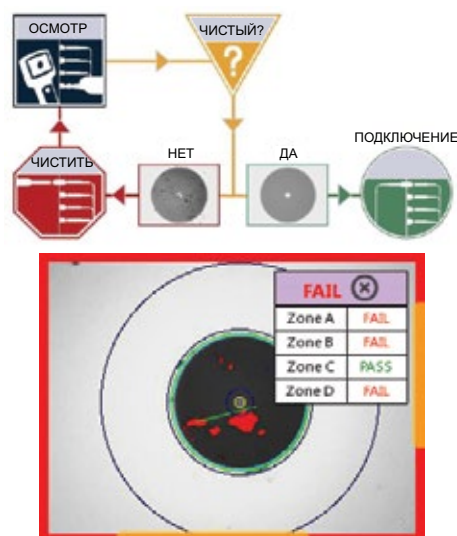 ОСМОТР
ЧИСТЫЙ?
?
НЕТ
ДА
ПОДКЛЮЧЕНИЕ
ЧИСТИТЬ
FAIL
Zone A FAIL
Zone B FAIL
Zone C PASS
Zone D FAIL